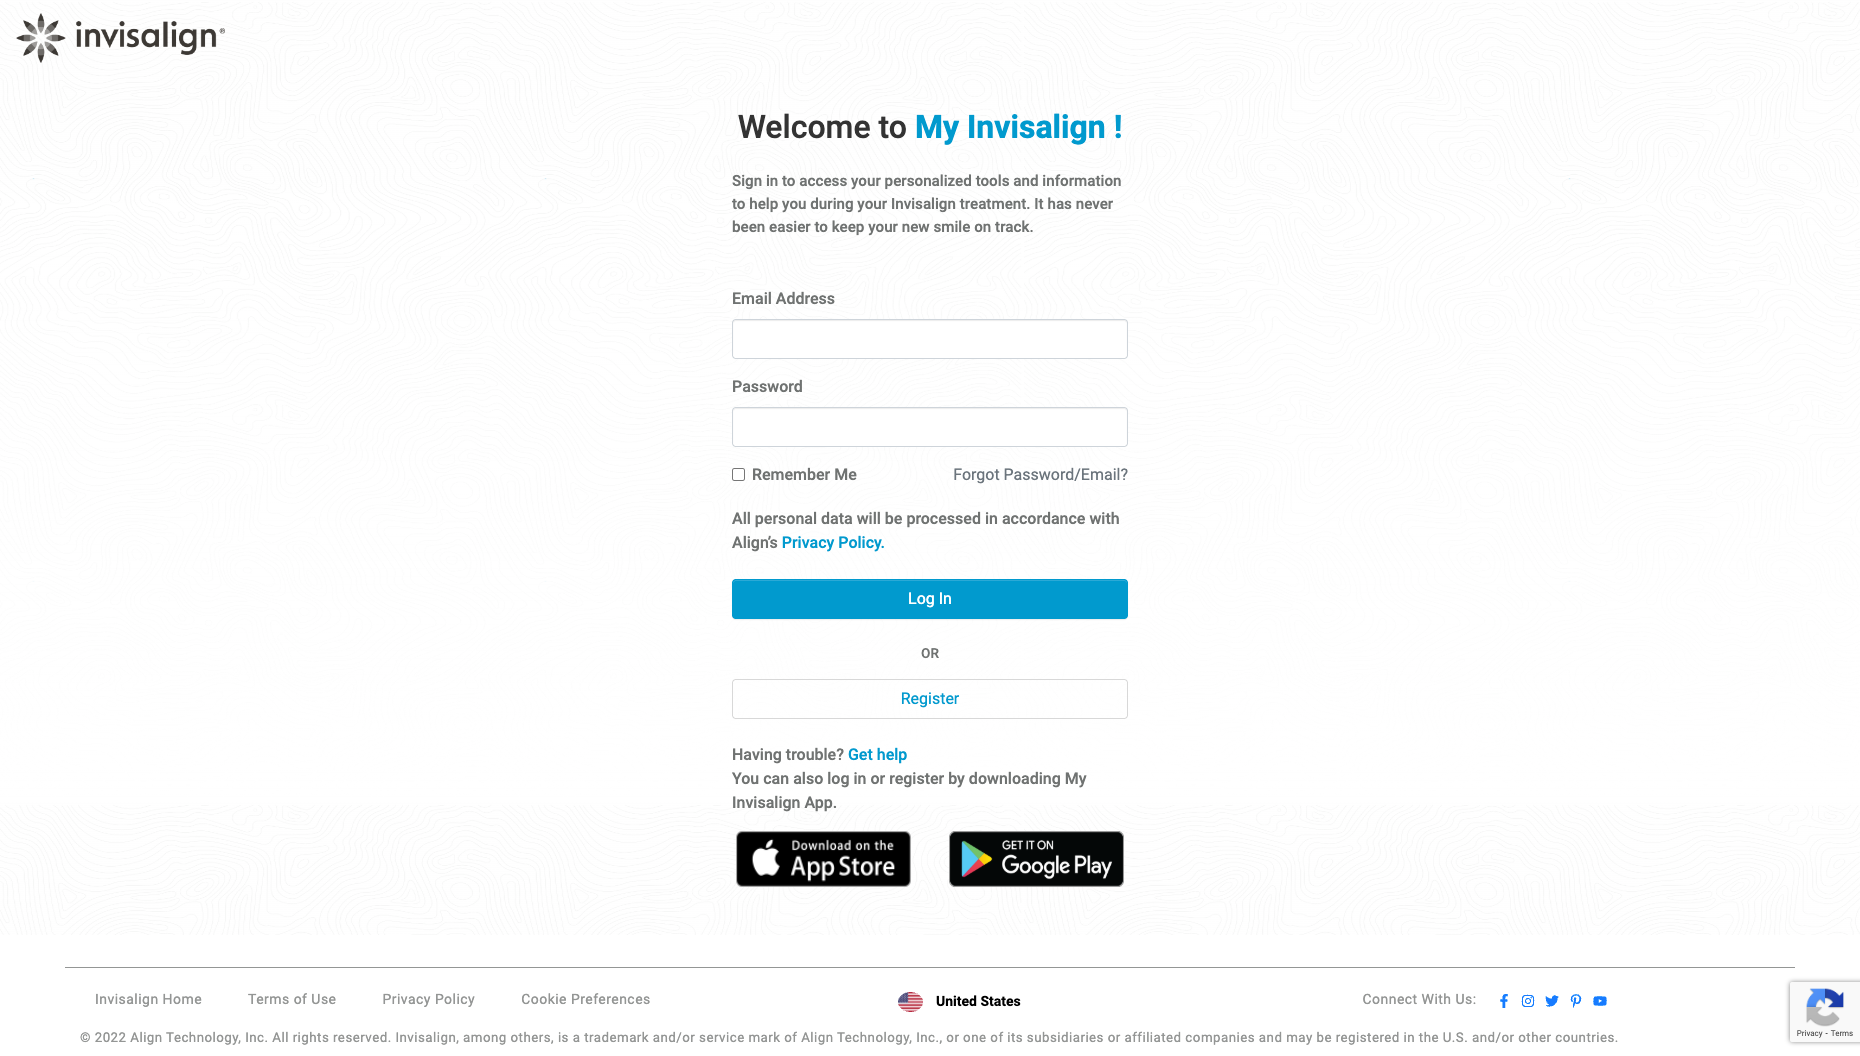 invisalign®
Welcome to My Invisalign !
Sign in to access your personalized tools and information
to help you during your Invisalign treatment. It has never
been easier to keep your new smile on track.
Email Address
Password
Remember Me
Forgot Password/Email?
All personal data will be processed in accordance with
Align’s Privacy Policy.
Log In
OR
Register
Having trouble? Get help
You can also log in or register by downloading My
Invisalign App.
Download on the
App Store
GET IT ON
Google Play
Invisalign Home
Terms of Use
Privacy Policy
Cookie Preferences
United States
Connect With Us:
Privacy - Terms
© 2022 Align Technology, Inc. All rights reserved. Invisalign, among others, is a trademark and/or service mark of Align Technology, Inc., or one of its subsidiaries or affiliated companies and may be registered in the U.S. and/or other countries.